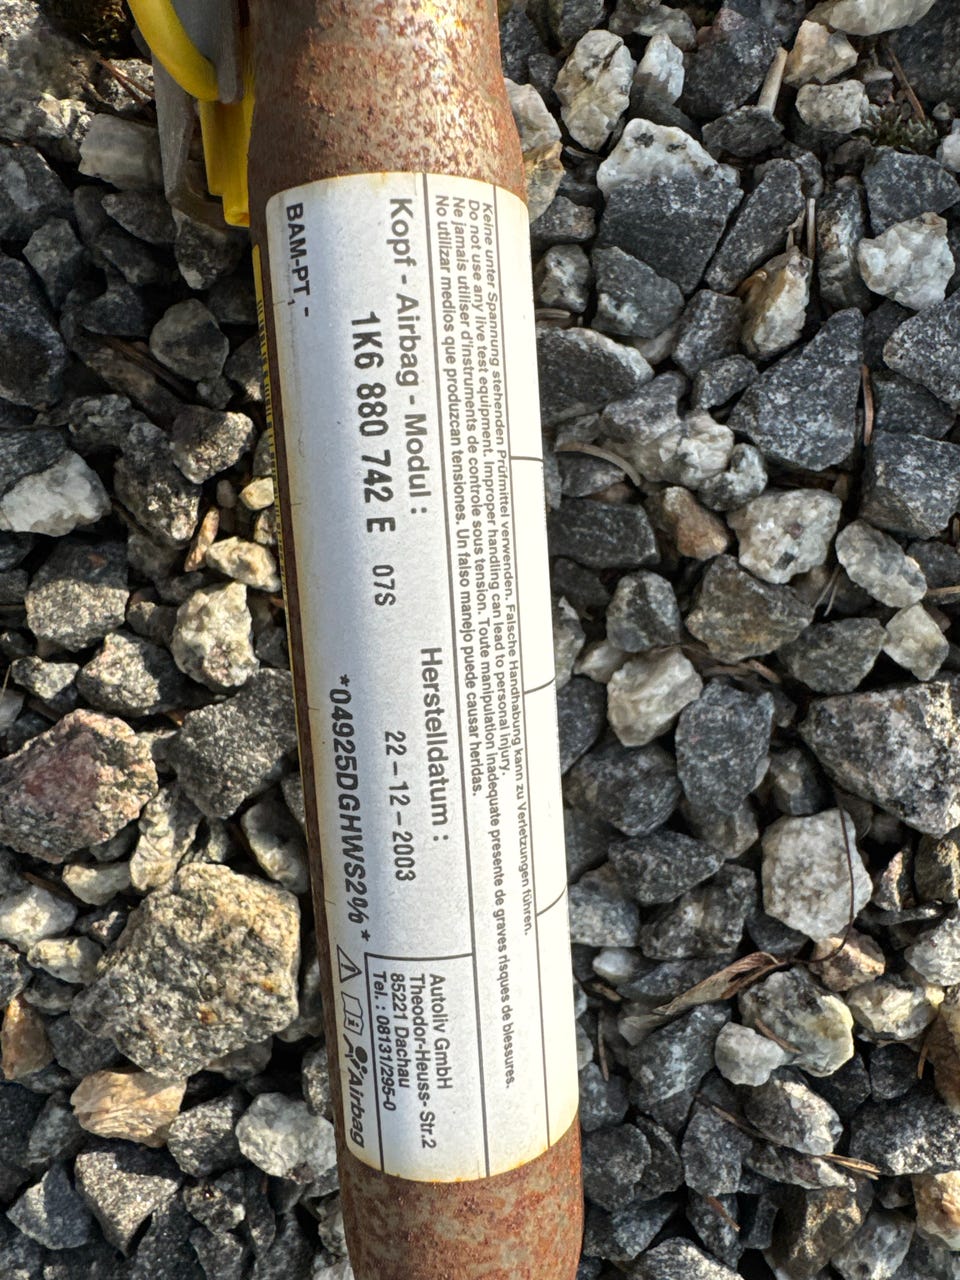 Keine unter Spannung stehenden Prüfmittel verwenden. Falsche Handhabung kann zu Verletzungen führen.
Do not use any live test equipment. Improper handling can lead to personal injury.
Ne jamais utiliser d'instruments de controle sous tension. Toute manipulation inadequate presente de graves risques de blessures.
No utilizar medios que produzcan tensiones. Un falso manejo puede causar heridas.
Kopf - Airbag - Modul :
1K6 880 742 E 07S
Herstelldatum :
22-12-2003
*04925DGHWS2%*
BAM-PT, -
Autoliv GmbH
Theodor-Heuss- Str.2
85221 Dachau
Tel. : 08131/295-0
Airbag